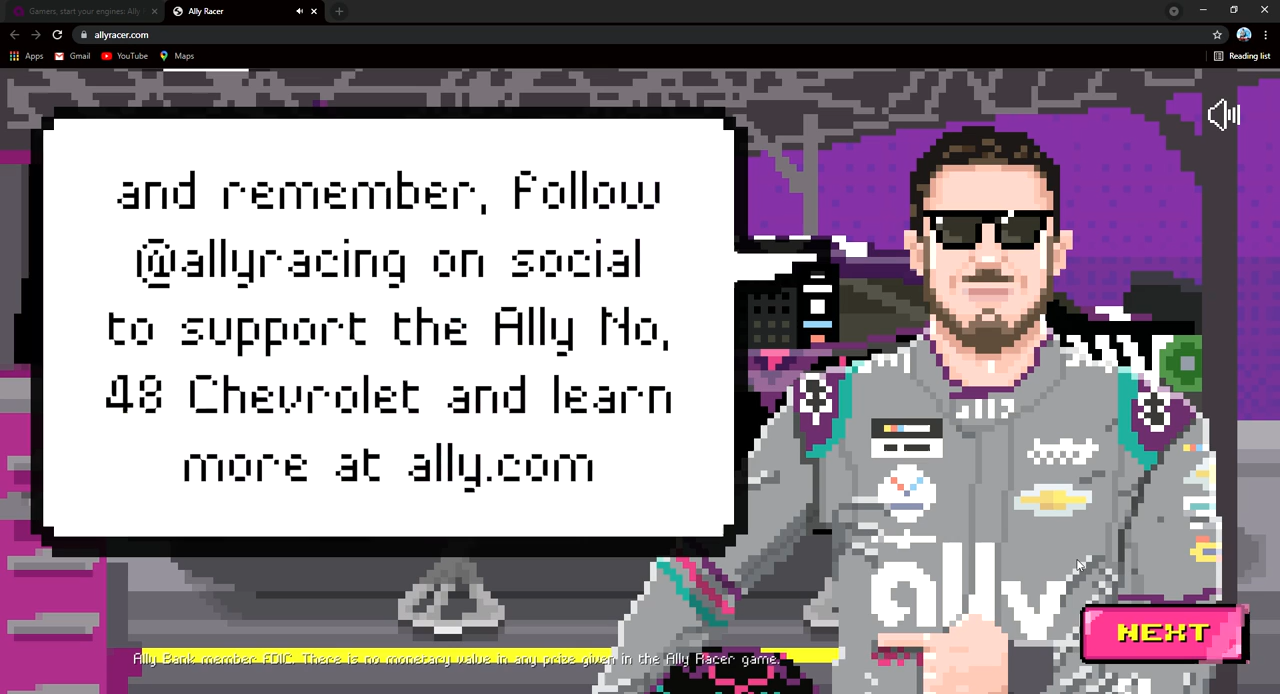 Gamers, start your engines: Ally
Ally Racer
allyracer.com
Apps
Gmail
YouTube
Maps
Reading list
and remember, follow
@allyracing on social
to support the Ally No,
48 Chevrolet and learn
more at ally.com
ally
NEXT
Ally Bank member FDIC. There is no monetary value in any prize given in the Ally Racer game.